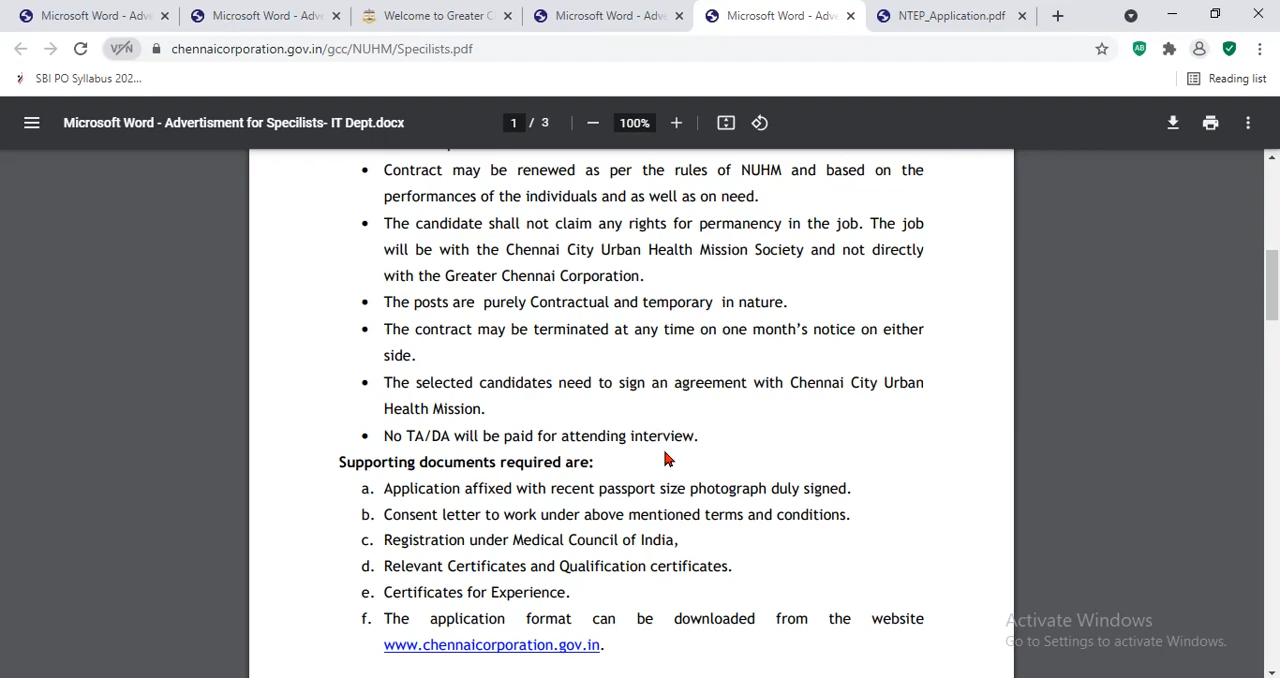 Microsoft Word - Adve
Microsoft Word - Adve
Welcome to Greater C
Microsoft Word - Adve
Microsoft Word - Adve
NTEP_Application.pdf
VPN
chennaicorporation.gov.in/gcc/NUHM/Specilists.pdf
SBI PO Syllabus 202...
Reading list
Microsoft Word - Advertisment for Specilists- IT Dept.docx
1 / 3
100%
• Contract may be renewed as per the rules of NUHM and based on the
performances of the individuals and as well as on need.
• The candidate shall not claim any rights for permanency in the job. The job
will be with the Chennai City Urban Health Mission Society and not directly
with the Greater Chennai Corporation.
• The posts are purely Contractual and temporary in nature.
• The contract may be terminated at any time on one month’s notice on either
side.
• The selected candidates need to sign an agreement with Chennai City Urban
Health Mission.
• No TA/DA will be paid for attending interview.
Supporting documents required are:
a. Application affixed with recent passport size photograph duly signed.
b. Consent letter to work under above mentioned terms and conditions.
c. Registration under Medical Council of India,
d. Relevant Certificates and Qualification certificates.
e. Certificates for Experience.
f. The application format can be downloaded from the website
www.chennaicorporation.gov.in.
Activate Windows
Go to Settings to activate Windows.